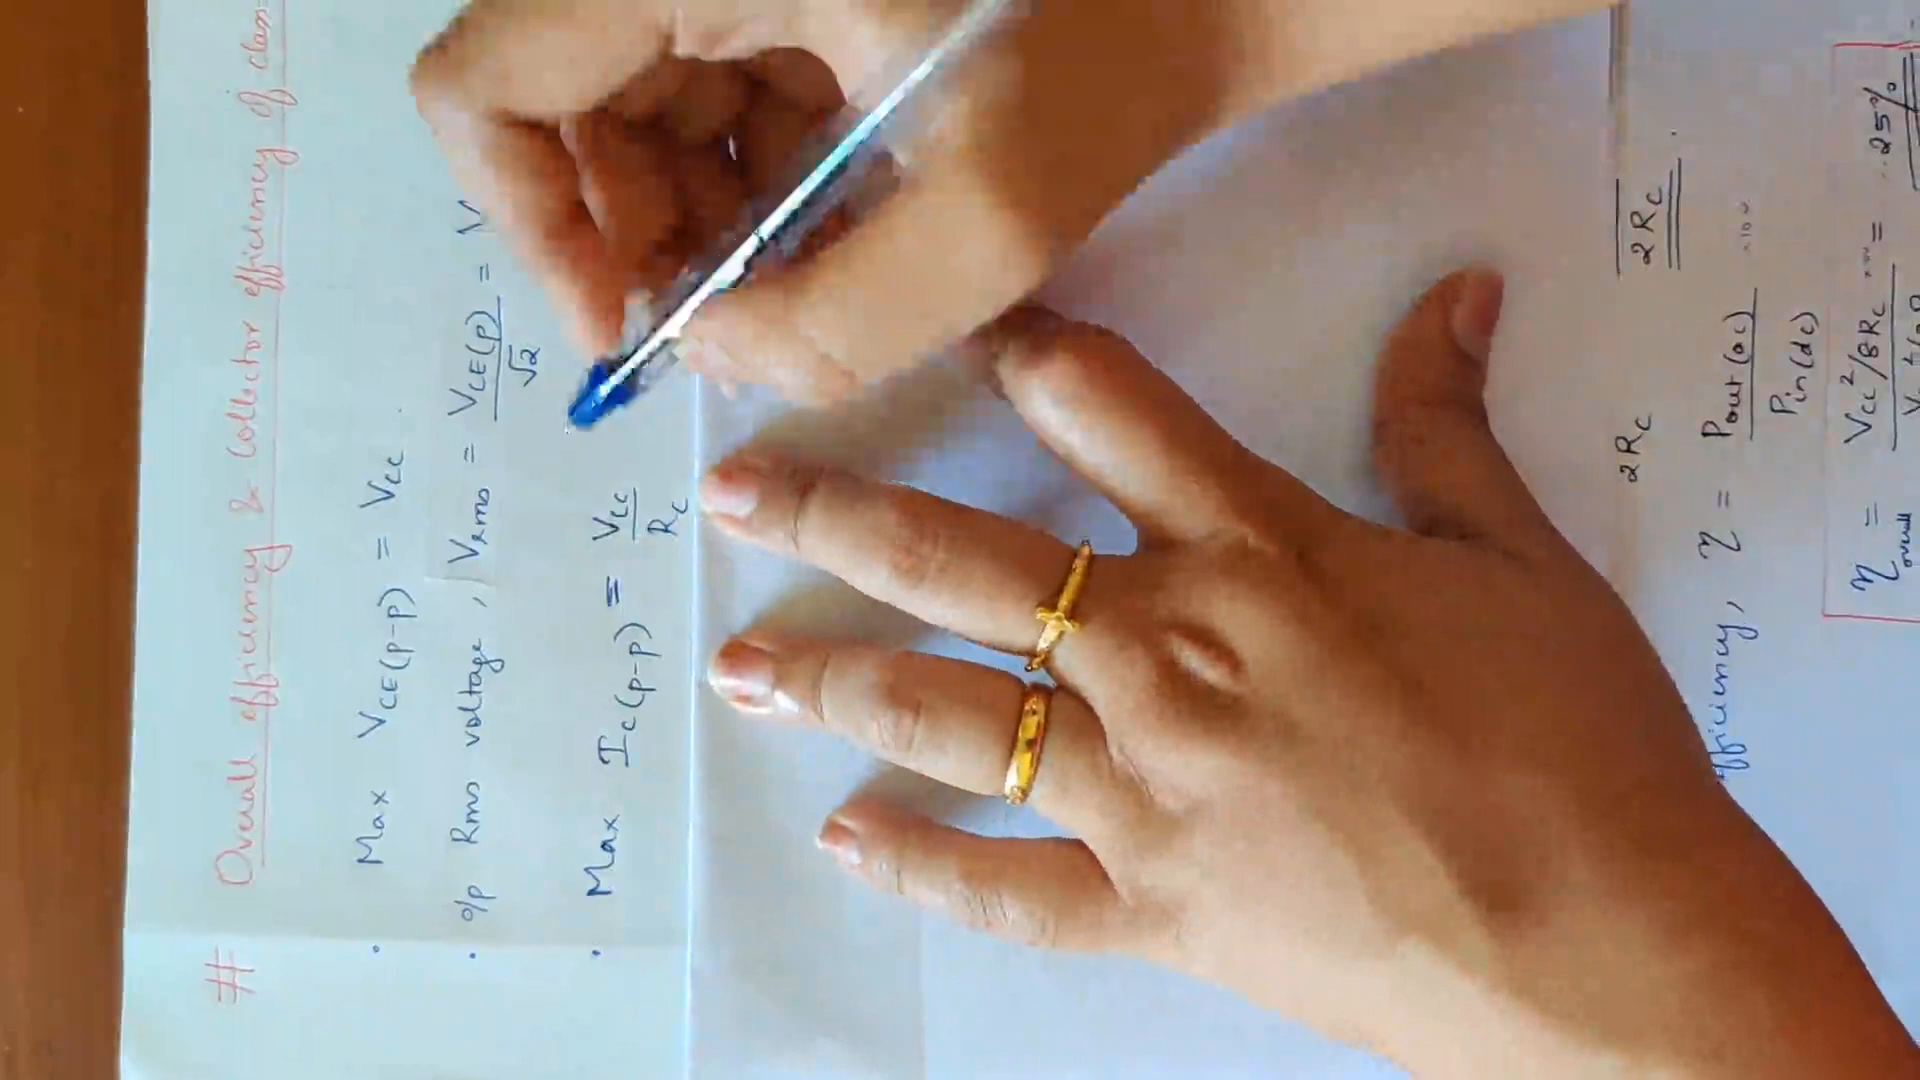 # Overall efficiency & Collector efficiency of class
• Max VCE(p-p) = VCC
• o/p Rms voltage, Vrms = VCE(p)/√2 = V
• Max IC(p-p) = VCC/RC
2RC
2RC
efficiency, η = Pout(ac)/Pin(dc)
ηoverall = VCC²/8RC = 25%